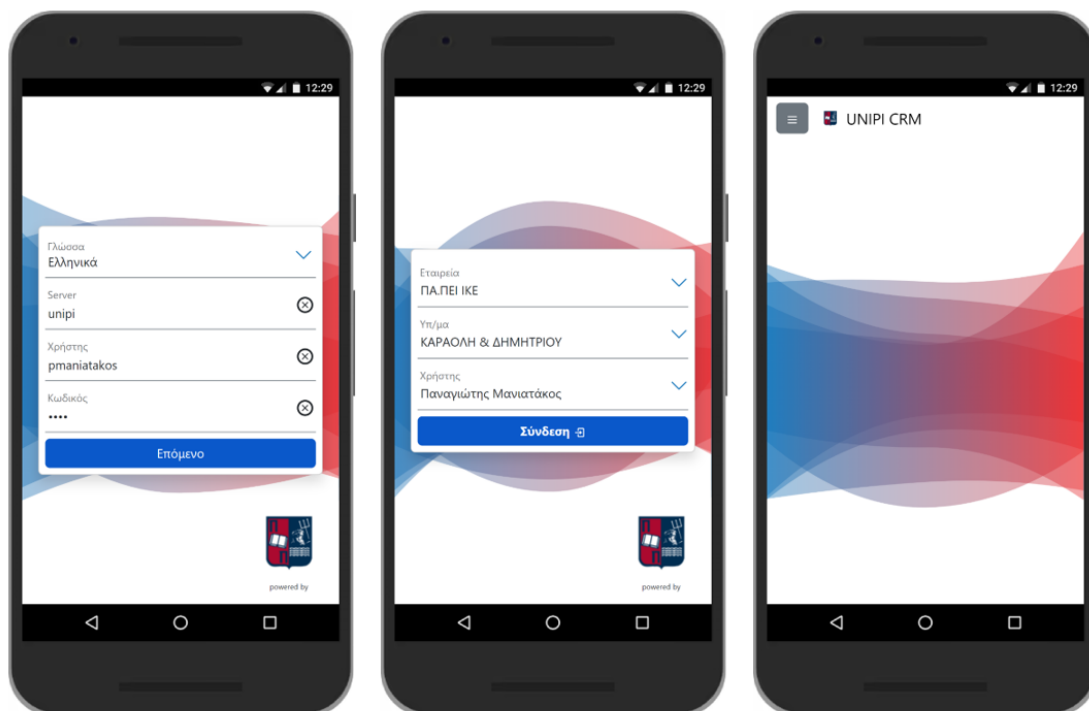 12:29
Γλώσσα
Ελληνικά
Server
unipi
Χρήστης
pmaniatakos
Κωδικός
••••
Επόμενο
powered by
12:29
Εταιρεία
ΠΑ.ΠΕΙ ΙΚΕ
Υπ/μα
ΚΑΡΑΟΛΗ & ΔΗΜΗΤΡΙΟΥ
Χρήστης
Παναγιώτης Μανιατάκος
Σύνδεση
powered by
12:29
UNIPI CRM